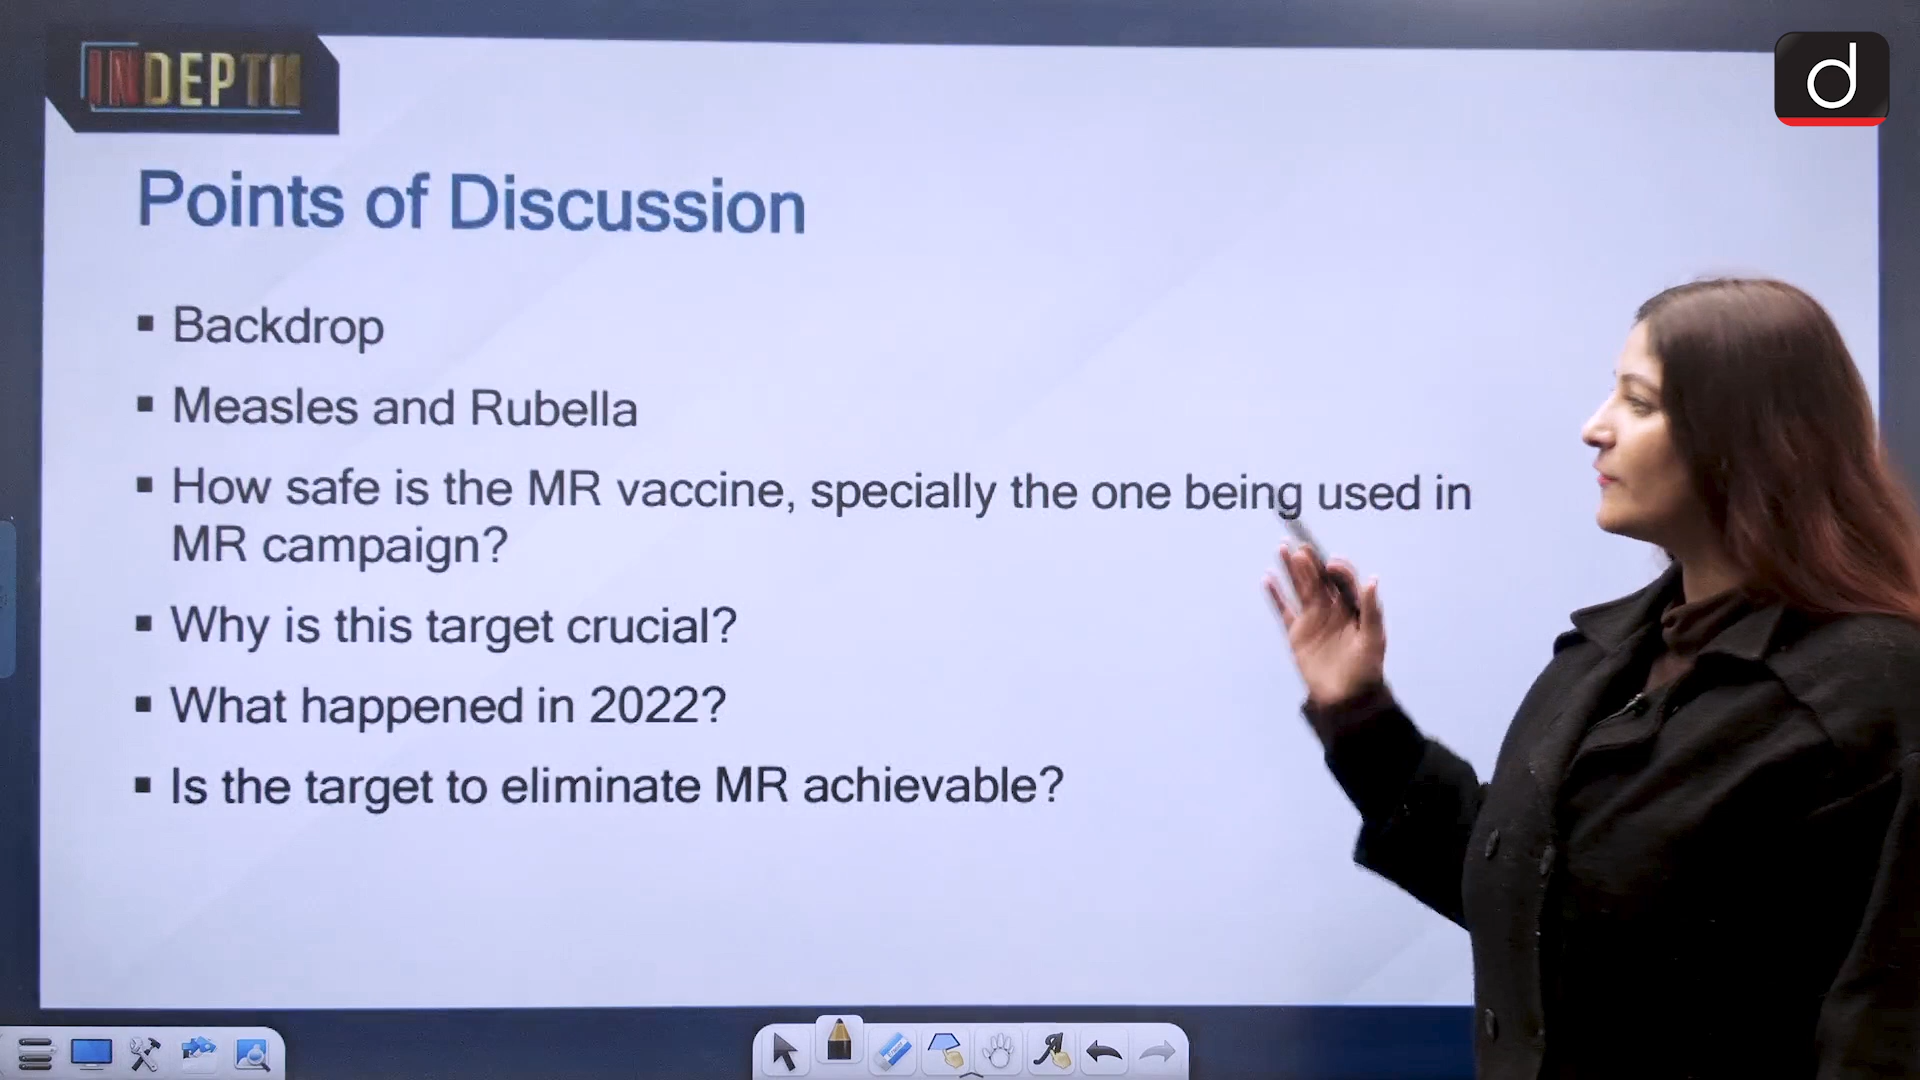 INDEPTH
d
Points of Discussion
▪ Backdrop
▪ Measles and Rubella
▪ How safe is the MR vaccine, specially the one being used in
MR campaign?
▪ Why is this target crucial?
▪ What happened in 2022?
▪ Is the target to eliminate MR achievable?